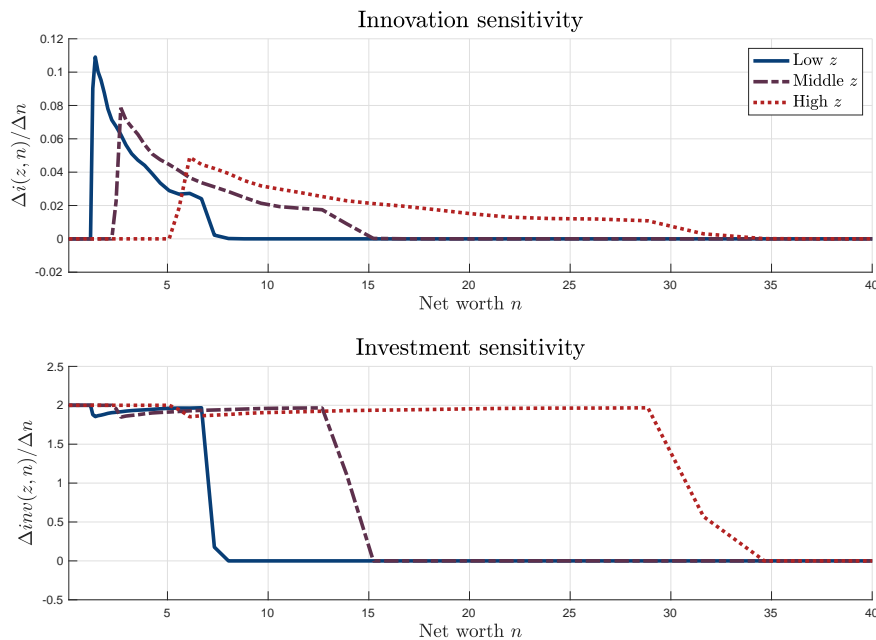 Innovation sensitivity
0.12
0.1
0.08
0.06
0.04
0.02
0
-0.02
Δi(z, n)/Δn
Low z
Middle z
High z
5 10 15 20 25 30 35 40
Net worth n
Investment sensitivity
2.5
2
1.5
1
0.5
0
-0.5
Δinv(z, n)/Δn
5 10 15 20 25 30 35 40
Net worth n